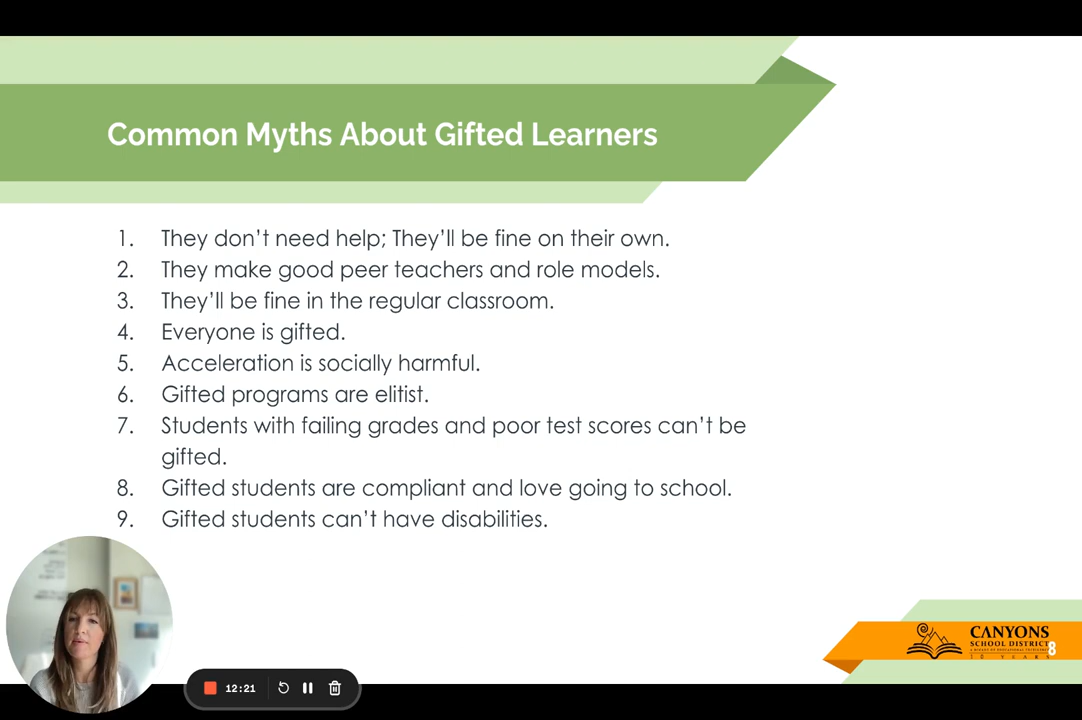 Common Myths About Gifted Learners
1. They don't need help; They'll be fine on their own.
2. They make good peer teachers and role models.
3. They'll be fine in the regular classroom.
4. Everyone is gifted.
5. Acceleration is socially harmful.
6. Gifted programs are elitist.
7. Students with failing grades and poor test scores can't be
gifted.
8. Gifted students are compliant and love going to school.
9. Gifted students can't have disabilities.
CANYONS
SCHOOL DISTRICT
8
12:21